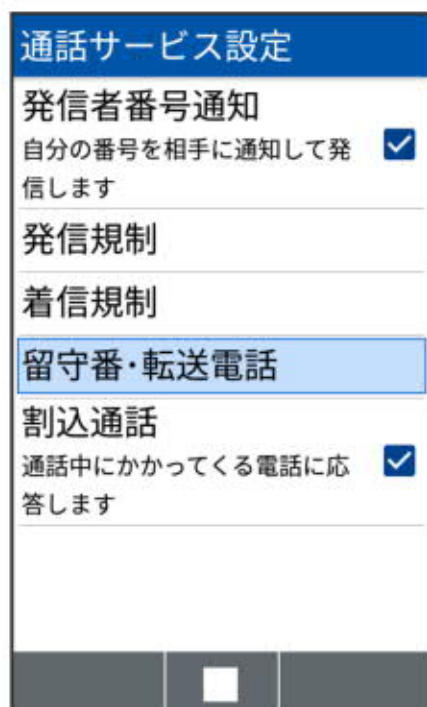 通話サービス設定
発信者番号通知
自分の番号を相手に通知して発
信します
発信規制
着信規制
留守番・転送電話
割込通話
通話中にかかってくる電話に応
答します